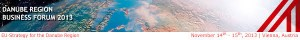 DANUBE REGION
BUSINESS FORUM 2013
EU Strategy for the Danube Region
November 14th - 15th, 2013 | Vienna, Austria